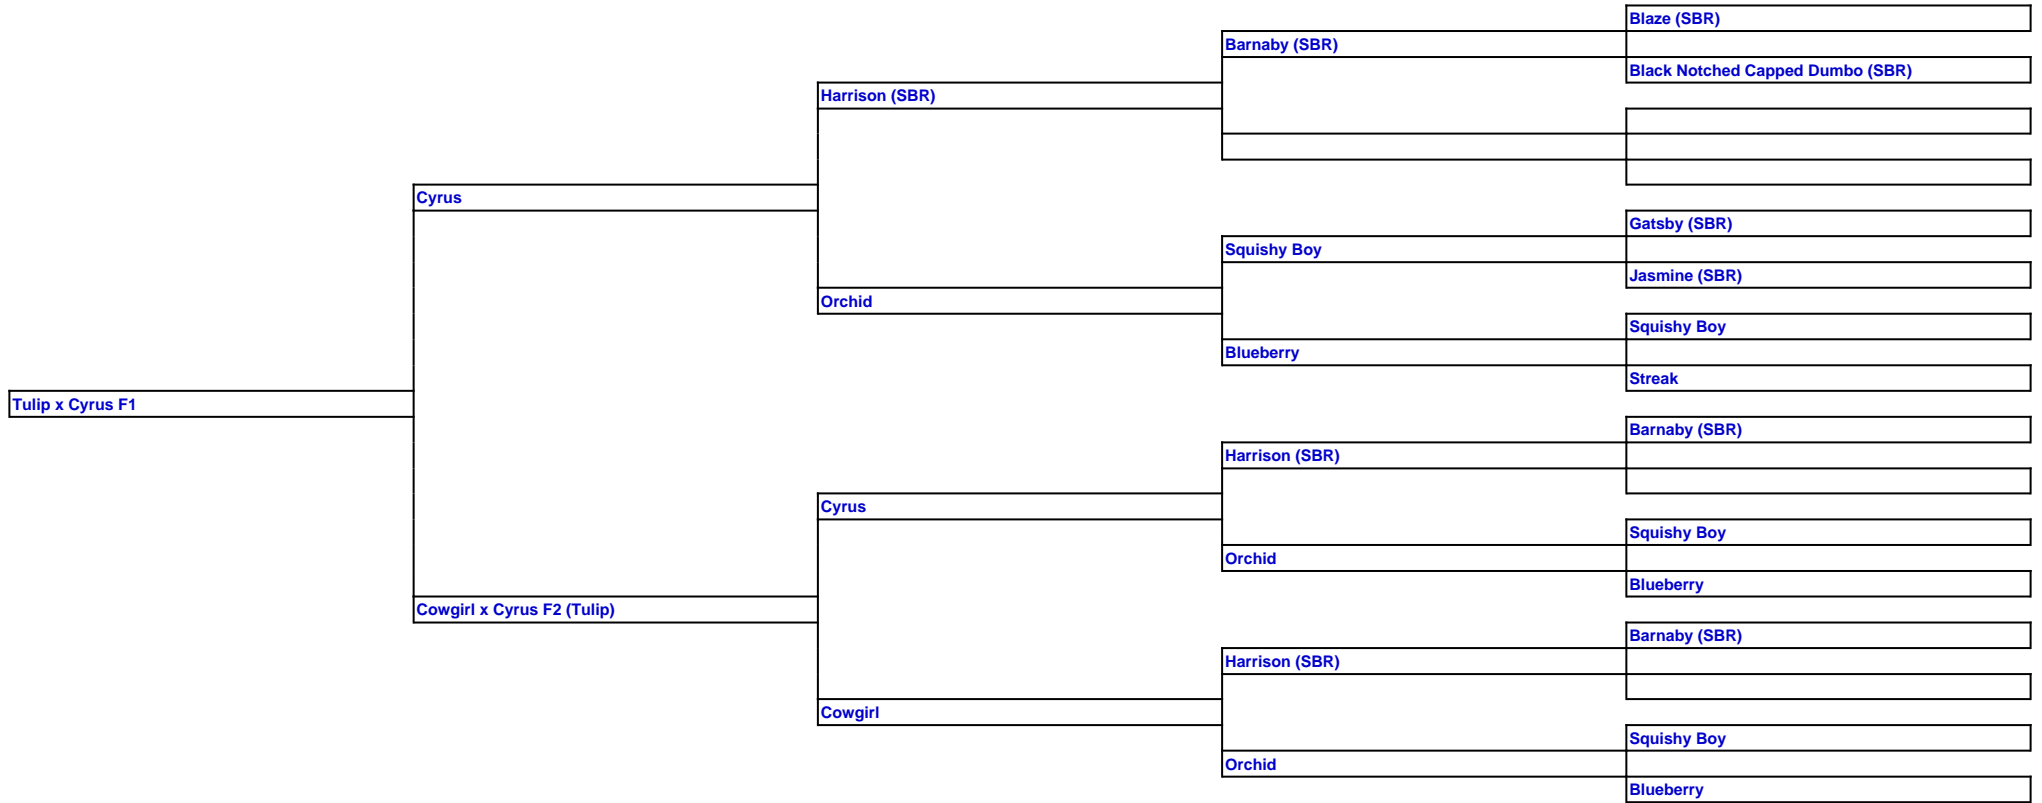 Blaze (SBR)
Barnaby (SBR)
Black Notched Capped Dumbo (SBR)
Harrison (SBR)
Cyrus
Gatsby (SBR)
Squishy Boy
Jasmine (SBR)
Orchid
Squishy Boy
Blueberry
Streak
Tulip x Cyrus F1
Barnaby (SBR)
Harrison (SBR)
Cyrus
Squishy Boy
Orchid
Blueberry
Cowgirl x Cyrus F2 (Tulip)
Barnaby (SBR)
Harrison (SBR)
Cowgirl
Squishy Boy
Orchid
Blueberry